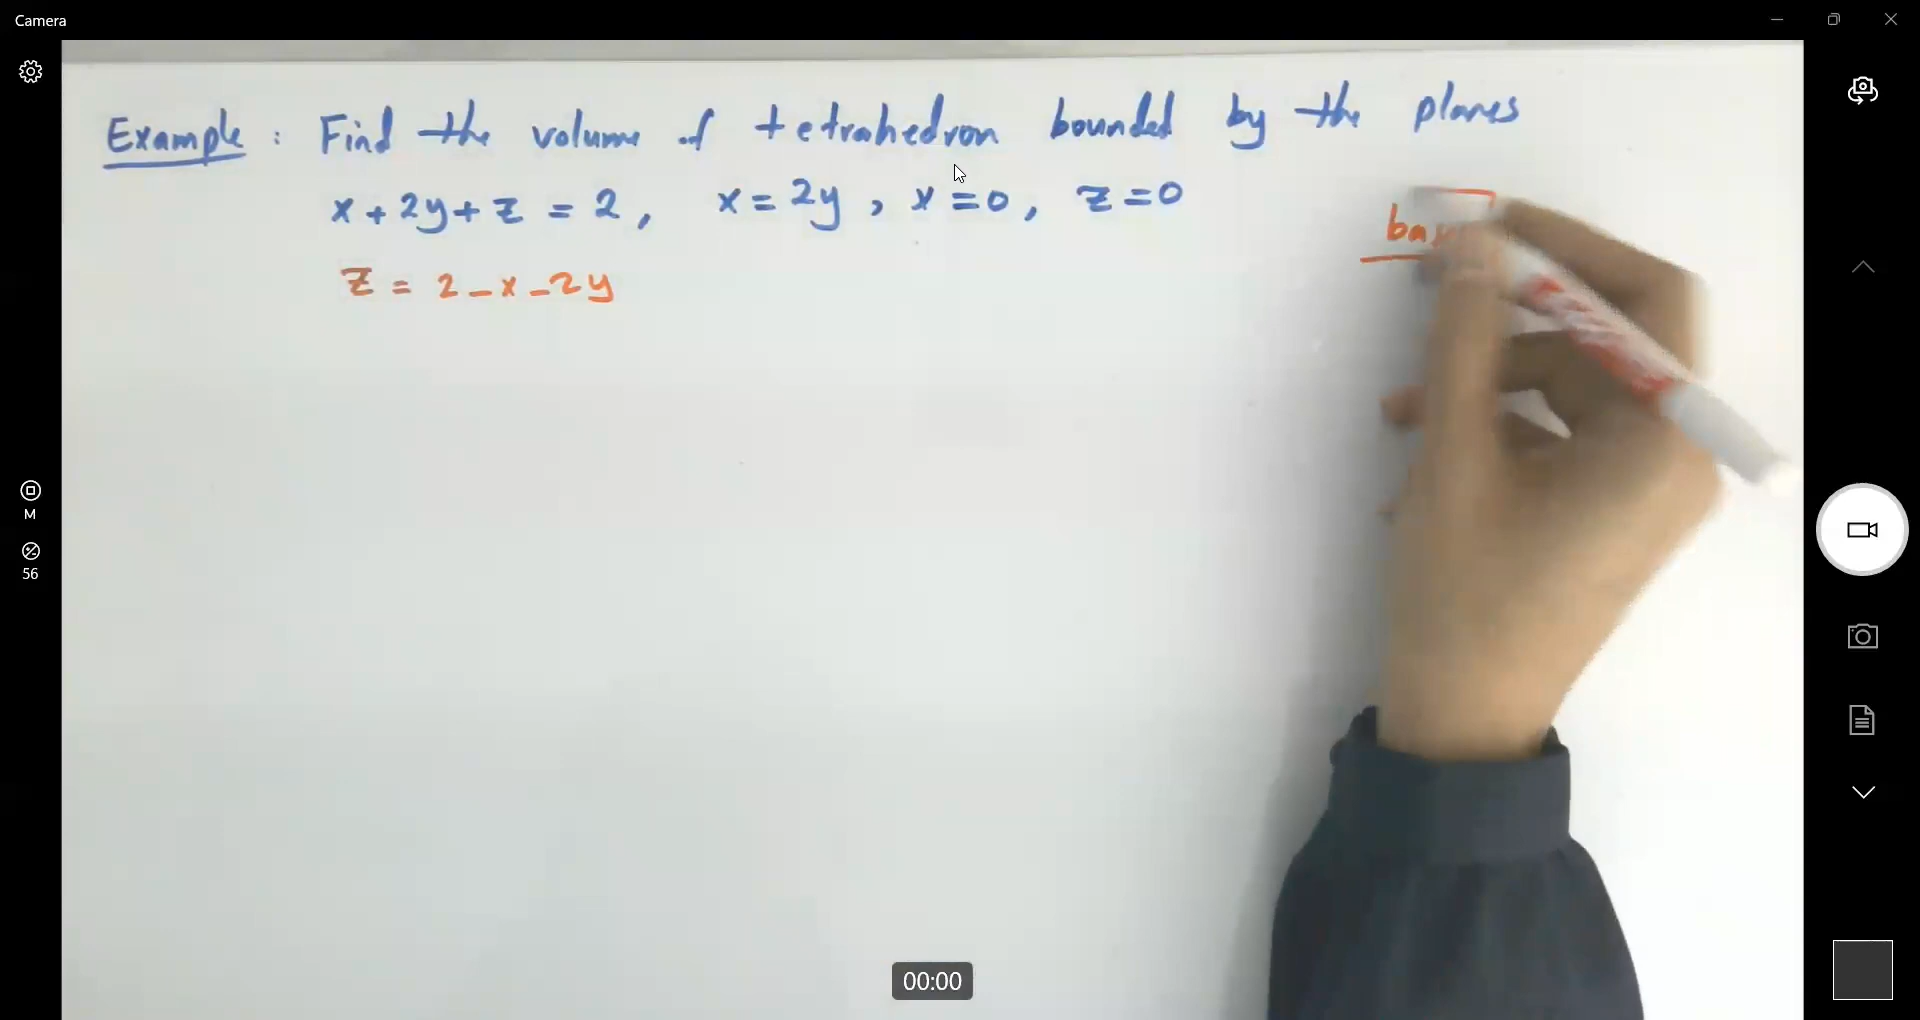 Camera
Example : Find the volume of tetrahedron bounded by the planes
x + 2y + z = 2 , x = 2y , x = 0 , z = 0
z = 2 - x - 2y
M
56
00:00